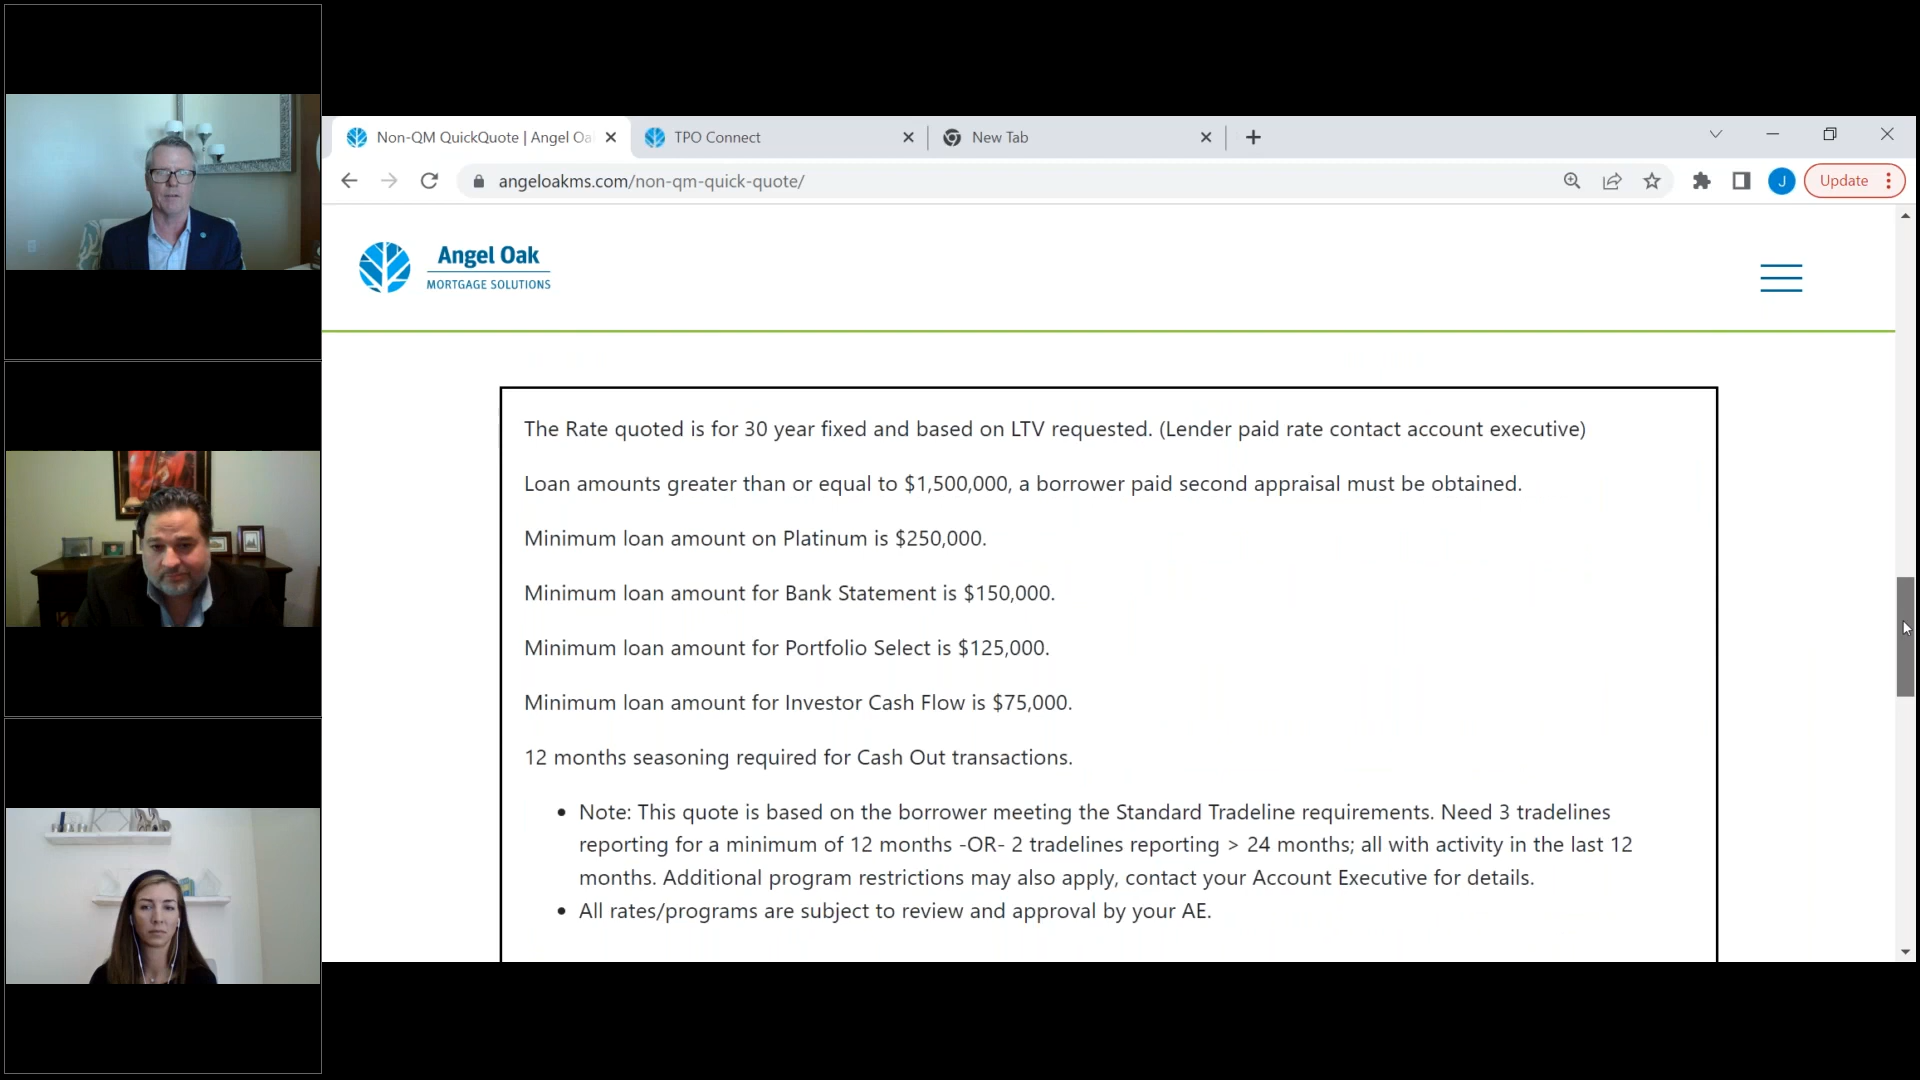 Non-QM QuickQuote | Angel Oa
TPO Connect
New Tab
angeloakms.com/non-qm-quick-quote/
J
Update
Angel Oak
MORTGAGE SOLUTIONS
The Rate quoted is for 30 year fixed and based on LTV requested. (Lender paid rate contact account executive)
Loan amounts greater than or equal to $1,500,000, a borrower paid second appraisal must be obtained.
Minimum loan amount on Platinum is $250,000.
Minimum loan amount for Bank Statement is $150,000.
Minimum loan amount for Portfolio Select is $125,000.
Minimum loan amount for Investor Cash Flow is $75,000.
12 months seasoning required for Cash Out transactions.
• Note: This quote is based on the borrower meeting the Standard Tradeline requirements. Need 3 tradelines
reporting for a minimum of 12 months -OR- 2 tradelines reporting > 24 months; all with activity in the last 12
months. Additional program restrictions may also apply, contact your Account Executive for details.
• All rates/programs are subject to review and approval by your AE.